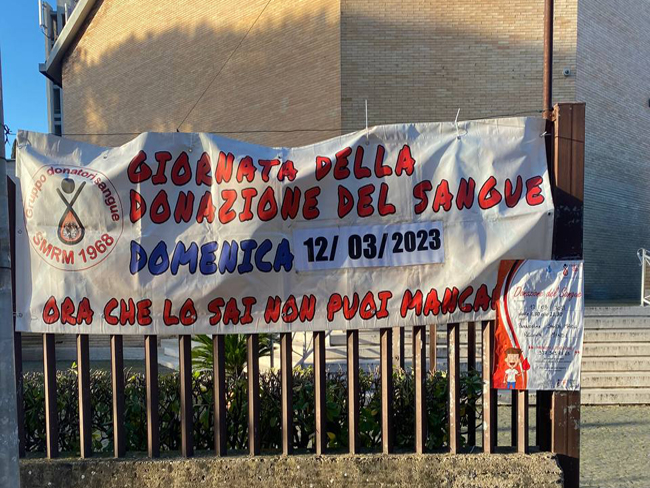 GIORNATA DELLA
DONAZIONE DEL SANGUE
DOMENICA 12/ 03/ 2023
ORA CHE LO SAI NON PUOI MANCA
Gruppo donatori sangue
SMRM 1968
Donazione del Sangue